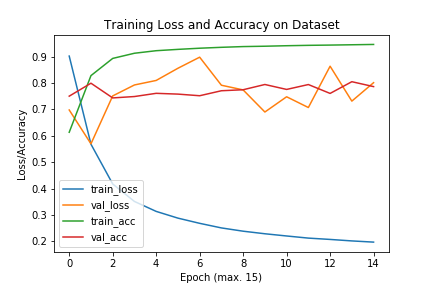 Training Loss and Accuracy on Dataset
Loss/Accuracy
0.9
0.8
0.7
0.6
0.5
0.4
0.3
0.2
train_loss
val_loss
train_acc
val_acc
0 2 4 6 8 10 12 14
Epoch (max. 15)